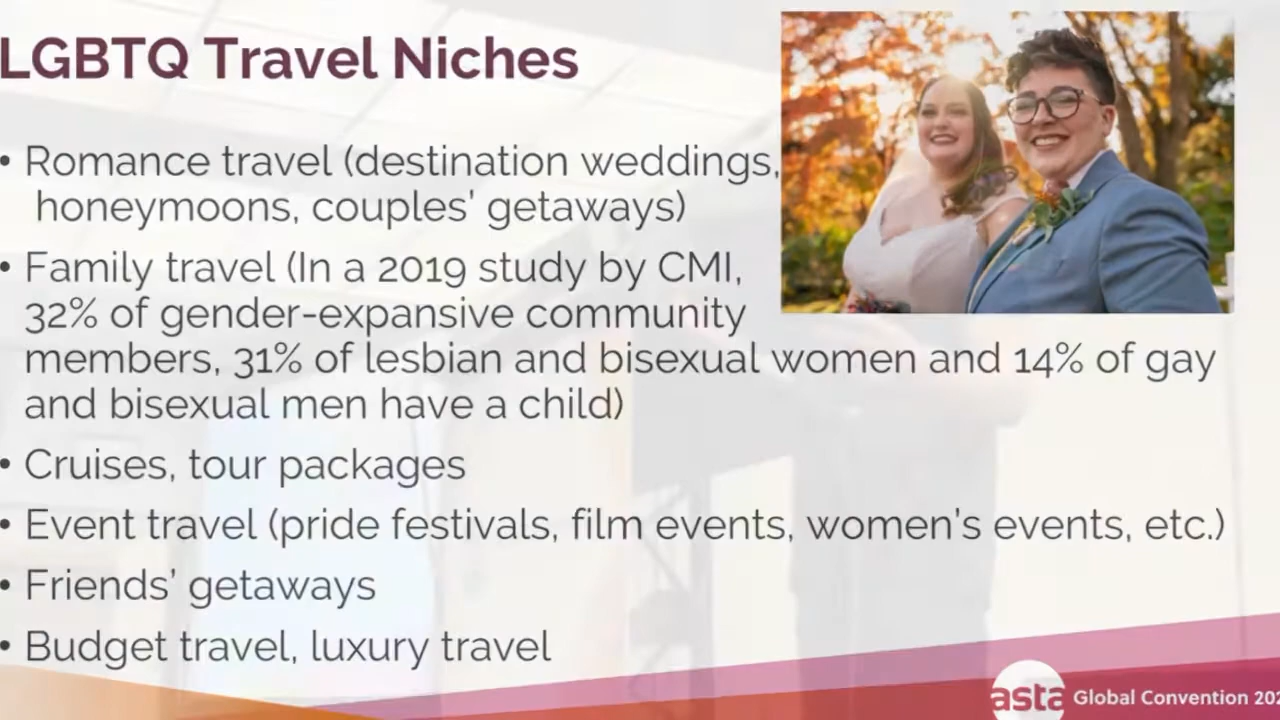 LGBTQ Travel Niches
• Romance travel (destination weddings,
honeymoons, couples’ getaways)
• Family travel (In a 2019 study by CMI,
32% of gender-expansive community
members, 31% of lesbian and bisexual women and 14% of gay
and bisexual men have a child)
• Cruises, tour packages
• Event travel (pride festivals, film events, women’s events, etc.)
• Friends’ getaways
• Budget travel, luxury travel
asta Global Convention